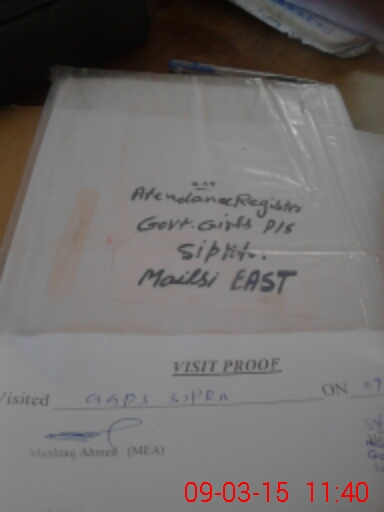 Atendance Register
Govt. Girls P/S
Mailsi EAST
VISIT PROOF
Visited GGPS SIPRA ON 09
Mushtaq Ahmed (MEA)
09-03-15 11:40